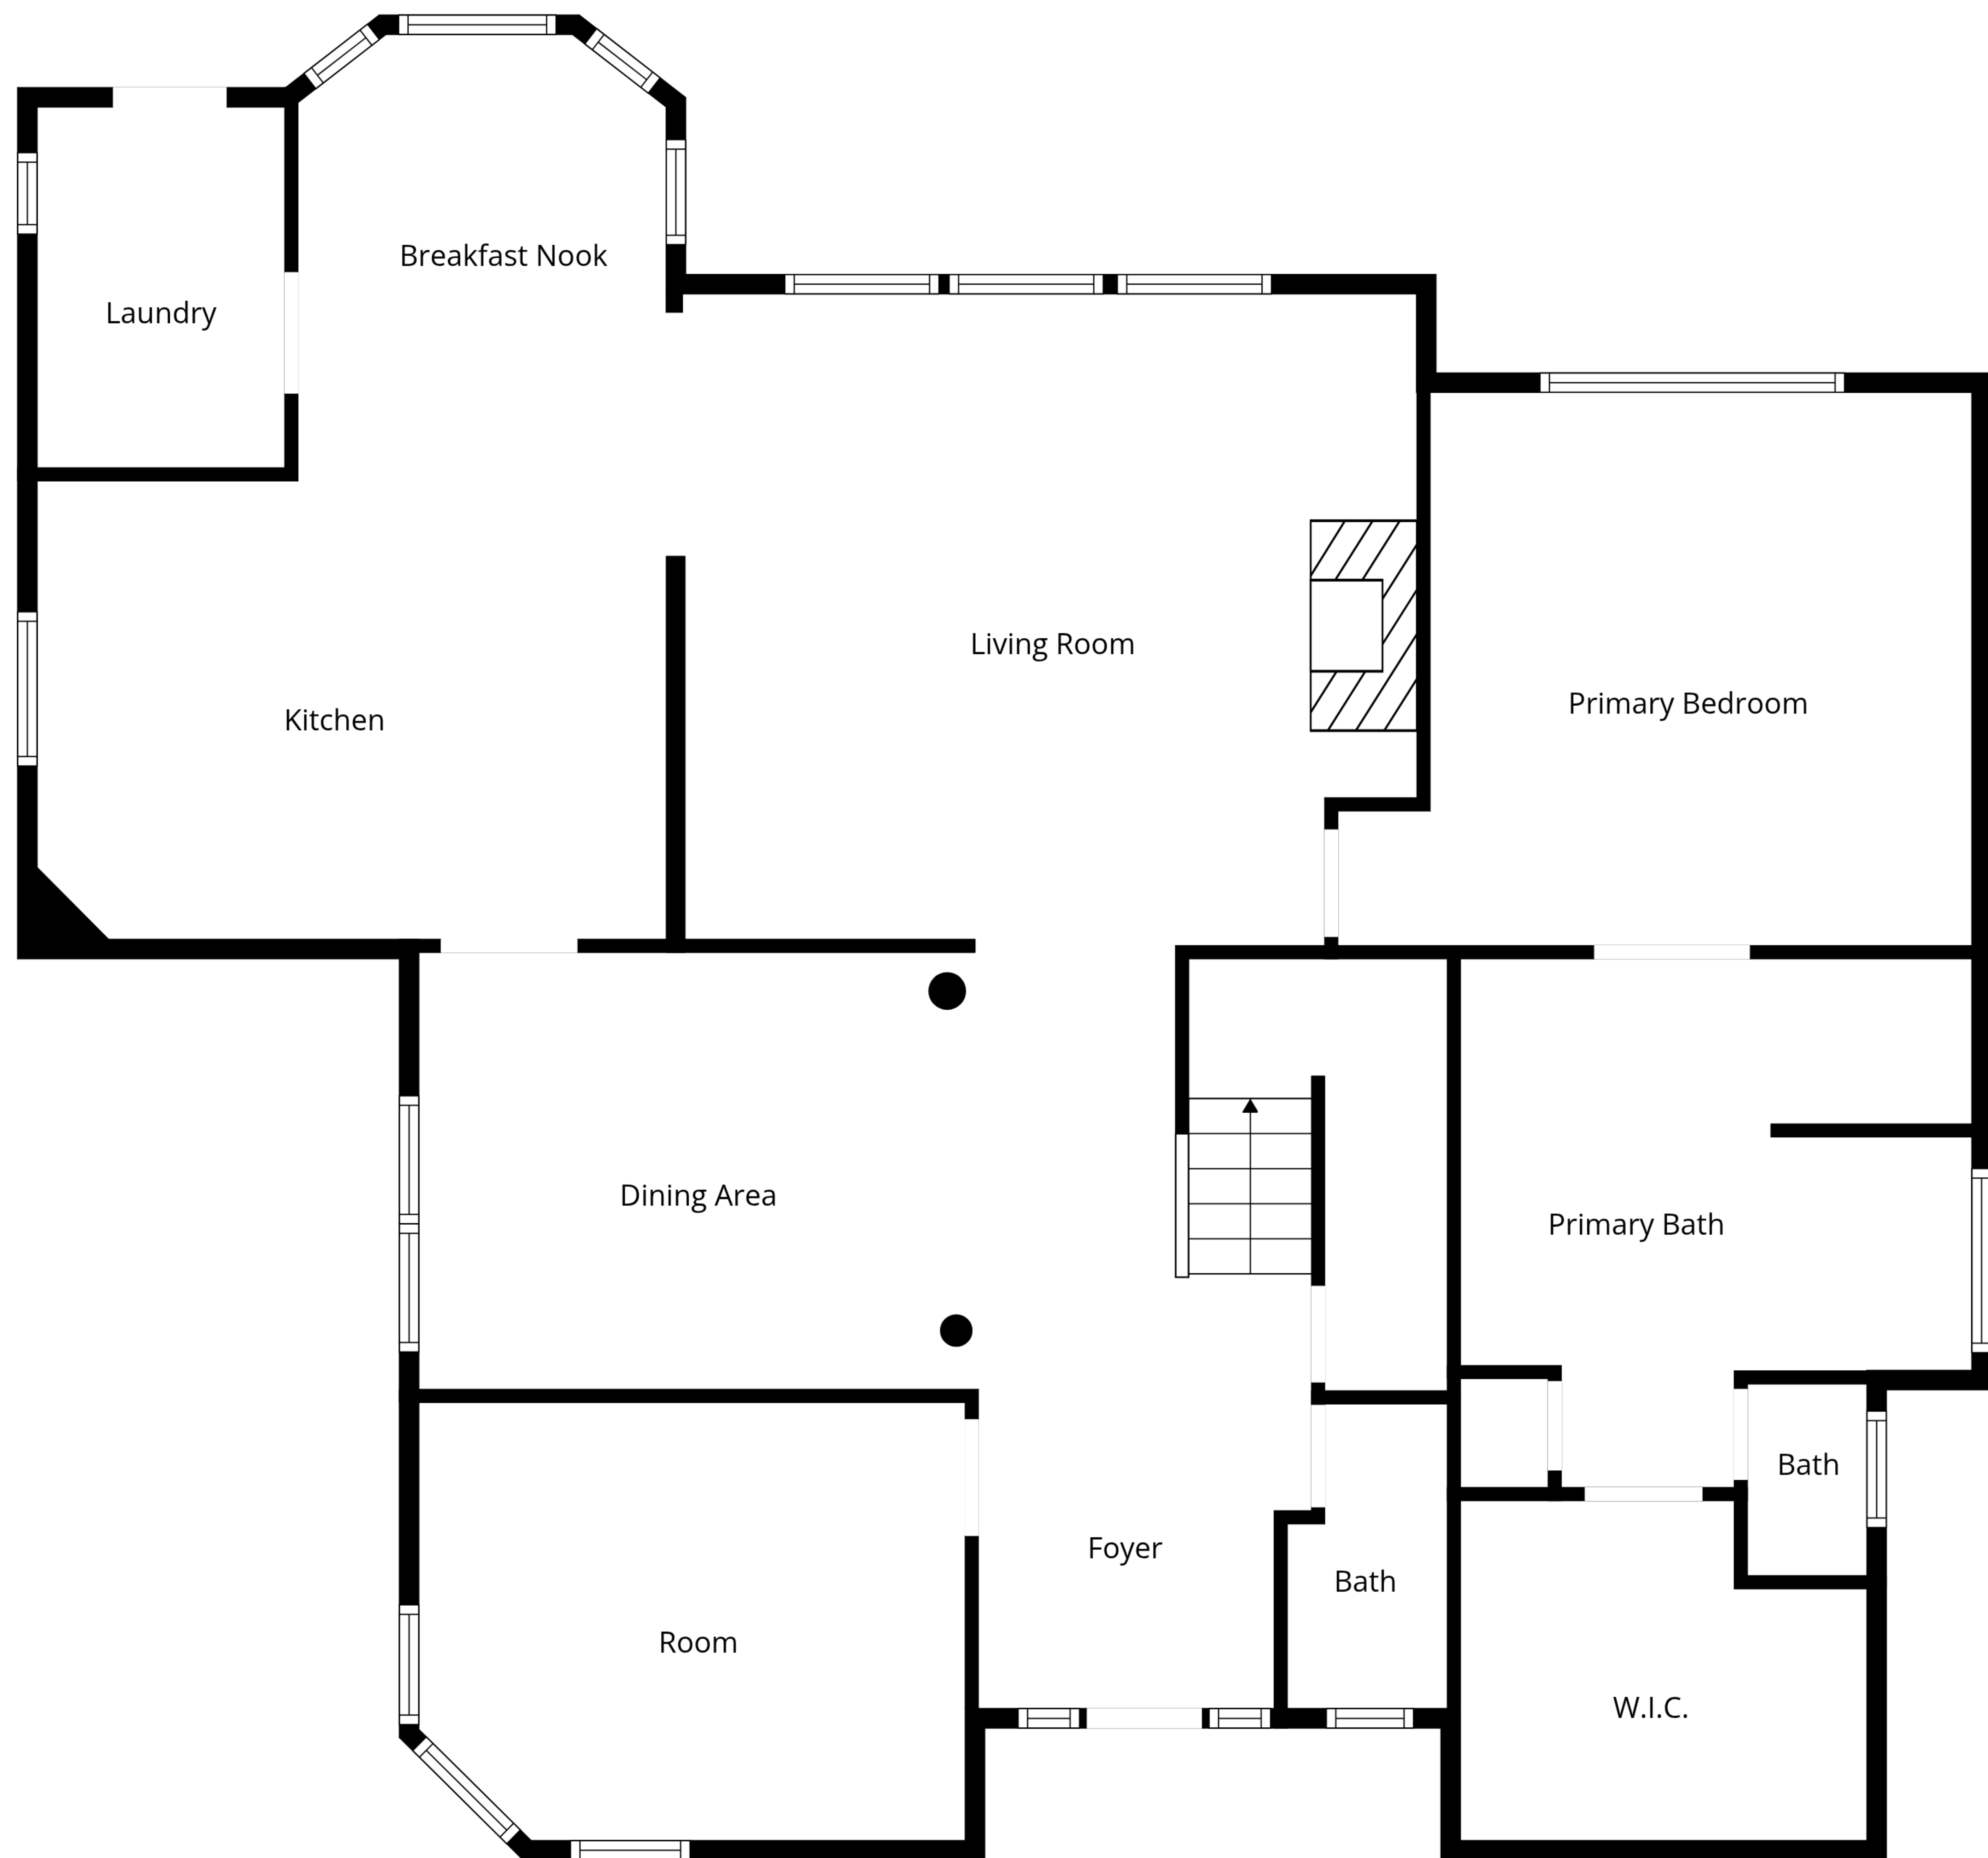 Breakfast Nook
Laundry
Living Room
Primary Bedroom
Kitchen
Dining Area
Primary Bath
Bath
Foyer
Bath
Room
W.I.C.